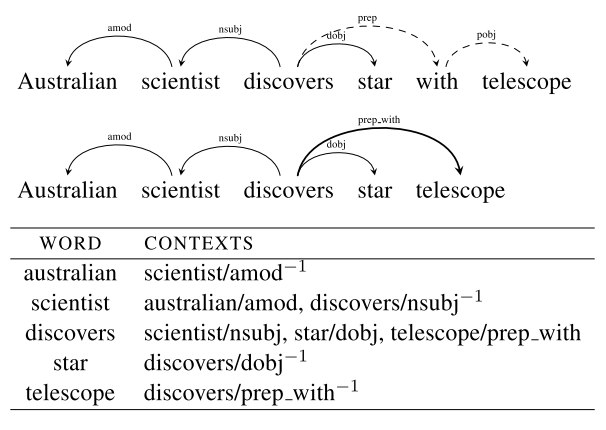 amod nsubj dobj prep pobj
Australian scientist discovers star with telescope
amod nsubj dobj prep_with
Australian scientist discovers star telescope
WORD CONTEXTS
australian scientist/amod⁻¹
scientist australian/amod, discovers/nsubj⁻¹
discovers scientist/nsubj, star/dobj, telescope/prep_with
star discovers/dobj⁻¹
telescope discovers/prep_with⁻¹